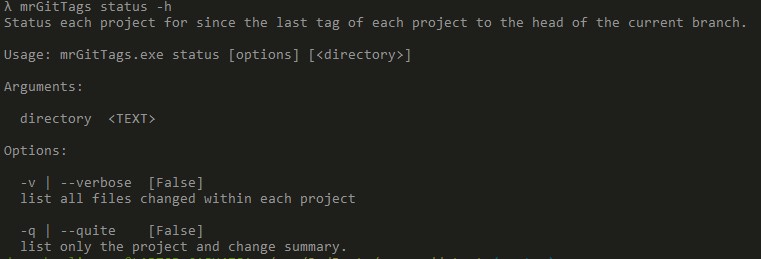 λ mrGitTags status -h
Status each project for since the last tag of each project to the head of the current branch.
Usage: mrGitTags.exe status [options] [<directory>]
Arguments:
directory <TEXT>
Options:
-v | --verbose [False]
list all files changed within each project
-q | --quite [False]
list only the project and change summary.